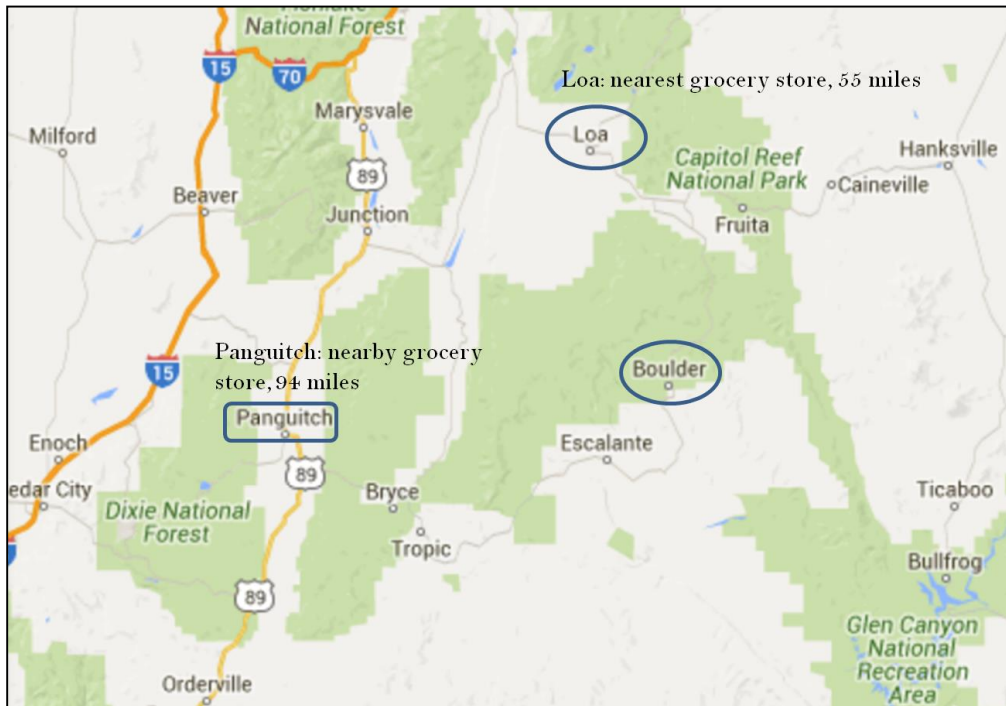 Fishlake
National Forest
15
70
Loa: nearest grocery store, 55 miles
Marysvale
Milford
Loa
Hanksville
Capitol Reef
National Park
89
Caineville
Beaver
Junction
Fruita
Panguitch: nearby grocery
store, 94 miles
15
Boulder
Panguitch
Enoch
Escalante
89
edar City
Bryce
Ticaboo
Dixie National
Forest
Tropic
Bullfrog
89
Glen Canyon
National
Recreation
Area
Orderville